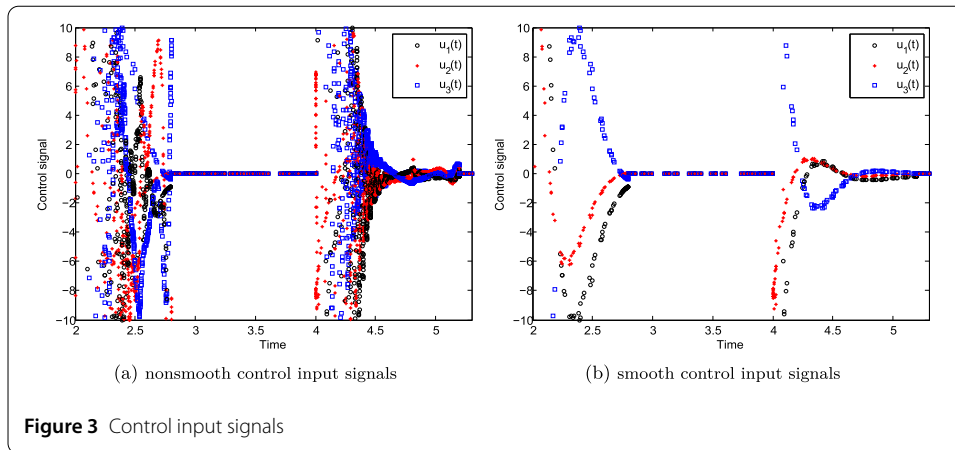 10
8
6
4
2
0
-2
-4
-6
-8
-10
Control signal
2
2.5
3
3.5
4
4.5
5
Time
u1(t)
u2(t)
u3(t)
(a) nonsmooth control input signals
10
8
6
4
2
0
-2
-4
-6
-8
-10
Control signal
2
2.5
3
3.5
4
4.5
5
Time
u1(t)
u2(t)
u3(t)
(b) smooth control input signals
Figure 3 Control input signals